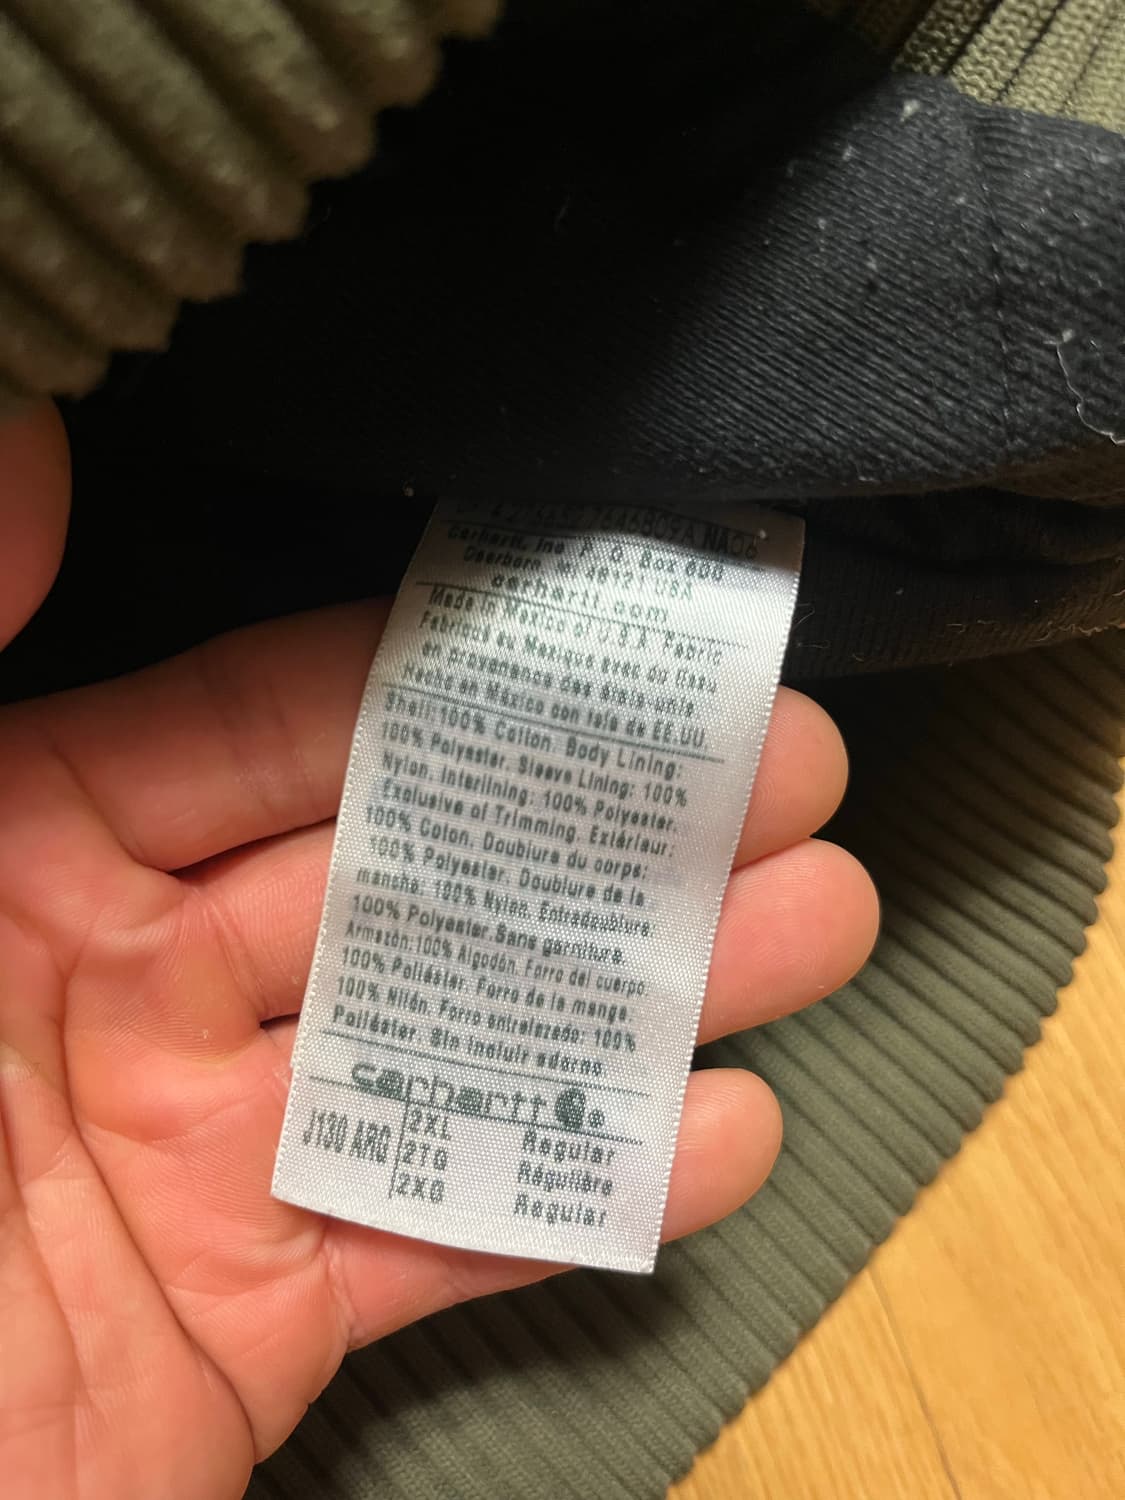 7646809A NA06
Carhartt, Inc P. O. Box 600
Dearborn, MI 48121 USA
carhartt.com
Made in Mexico of U.S.A. Fabric
Fabriqué au Mexique avec du tissu
en provenance des états-unis
Hecho en México con tela de EE.UU.
Shell:100% Cotton. Body Lining:
100% Polyester. Sleeve Lining: 100%
Nylon. Interlining: 100% Polyester.
Exclusive of Trimming. Extérieur:
100% Coton. Doublure du corps:
100% Polyester. Doublure de la
manche: 100% Nylon. Entredoublure
100% Polyester.Sans garniture.
Armazón:100% Algodón. Forro del cuerpo:
100% Poliéster. Forro de la manga:
100% Nilón. Forro entrelazado: 100%
Poliéster. Sin incluir adorno
carhartt
J130 ARG 2XL Regular
2TG Régulière
2XG Regular